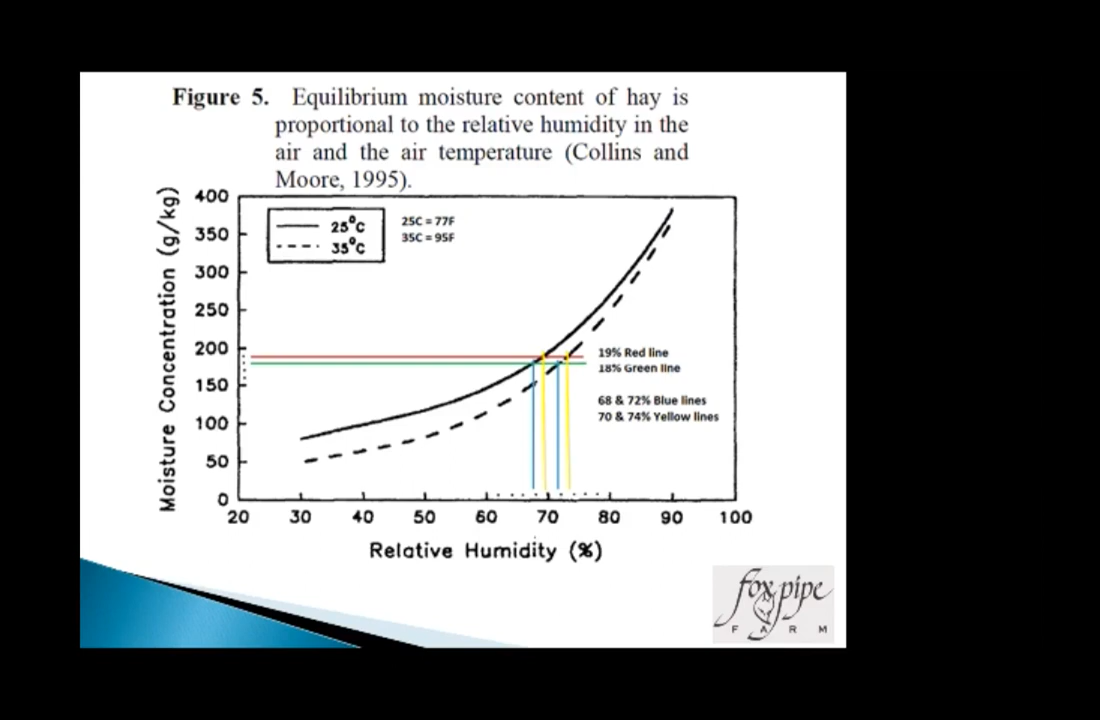 Figure 5. Equilibrium moisture content of hay is
proportional to the relative humidity in the
air and the air temperature (Collins and
Moore, 1995).
400
350
300
250
200
150
100
50
0
Moisture Concentration (g/kg)
25°C
35°C
25C = 77F
35C = 95F
19% Red line
18% Green line
68 & 72% Blue lines
70 & 74% Yellow lines
20 30 40 50 60 70 80 90 100
Relative Humidity (%)
fox pipe
FARM